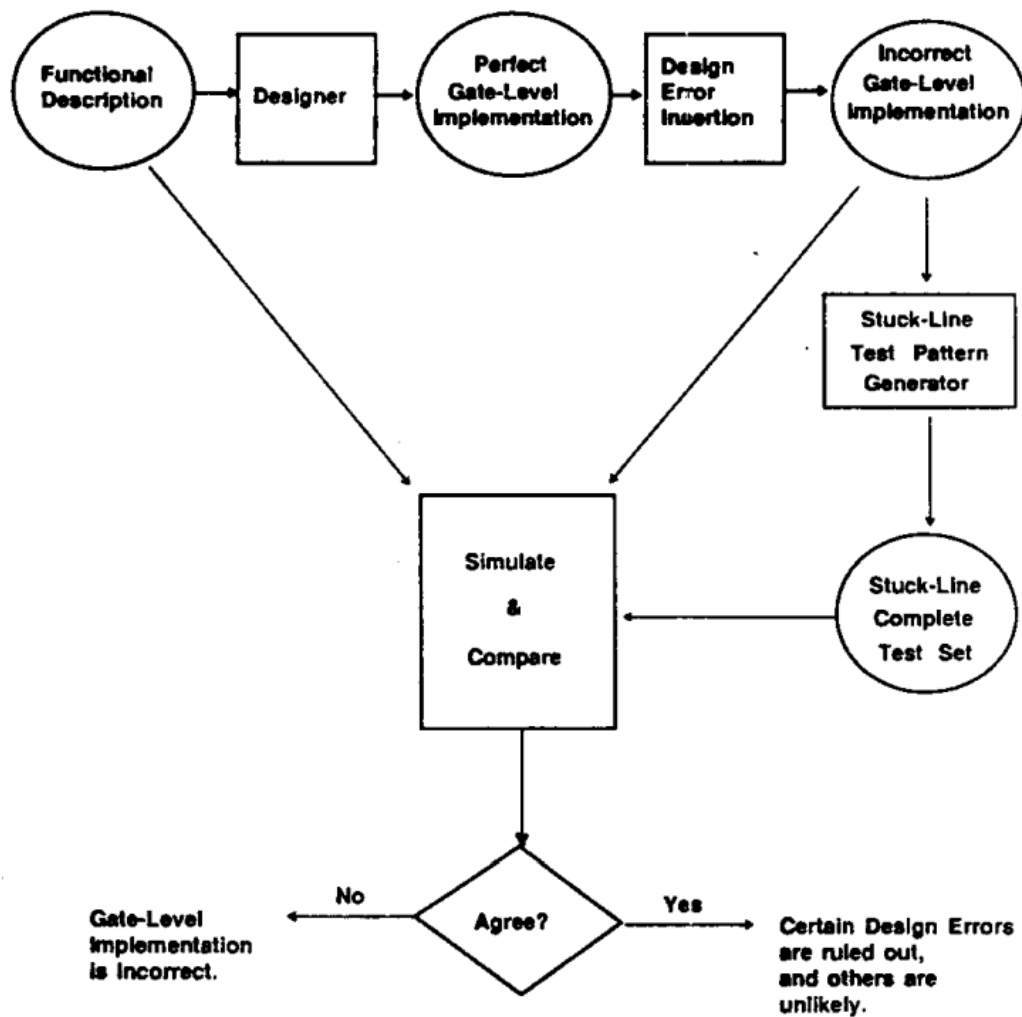 Functional
Description
Designer
Perfect
Gate-Level
Implementation
Design
Error
Insertion
Incorrect
Gate-Level
Implementation
Stuck-Line
Test Pattern
Generator
Simulate
&
Compare
Stuck-Line
Complete
Test Set
Agree?
No
Yes
Gate-Level
Implementation
is Incorrect.
Certain Design Errors
are ruled out,
and others are
unlikely.